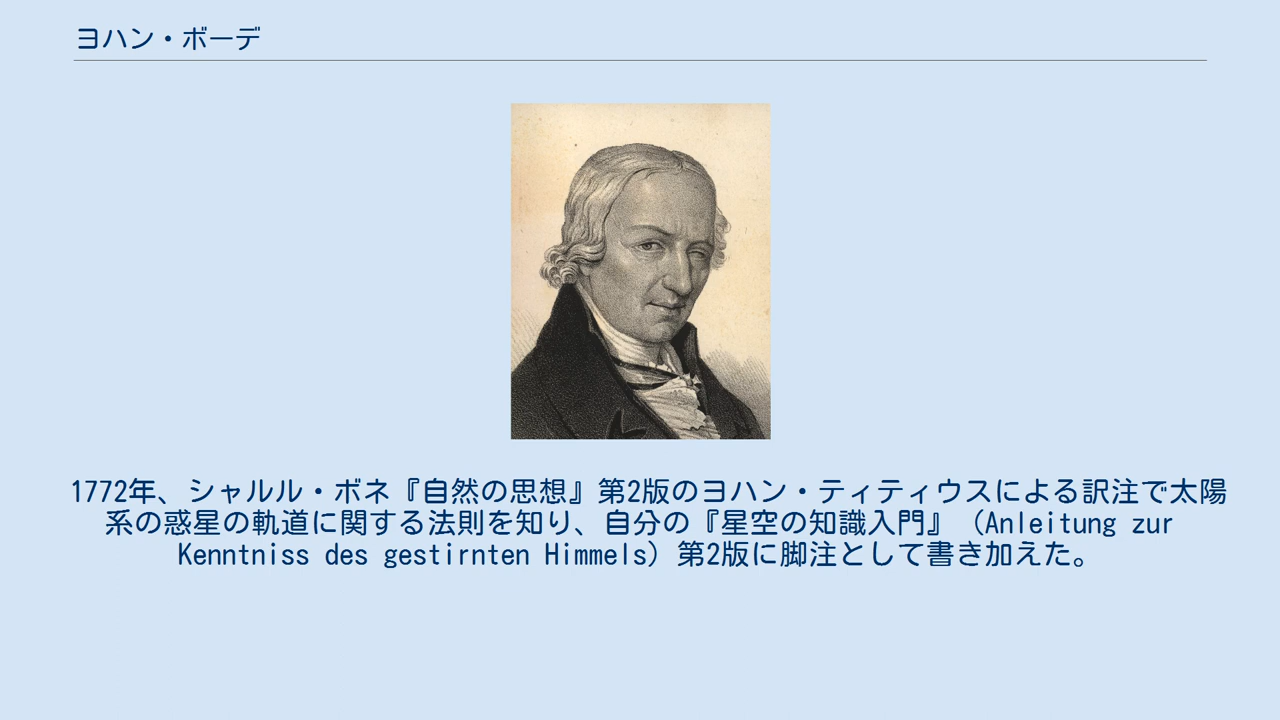 ヨハン・ボーデ
1772年、シャルル・ボネ『自然の思想』第2版のヨハン・ティティウスによる訳注で太陽
系の惑星の軌道に関する法則を知り、自分の『星空の知識入門』（Anleitung zur
Kenntniss des gestirnten Himmels）第2版に脚注として書き加えた。